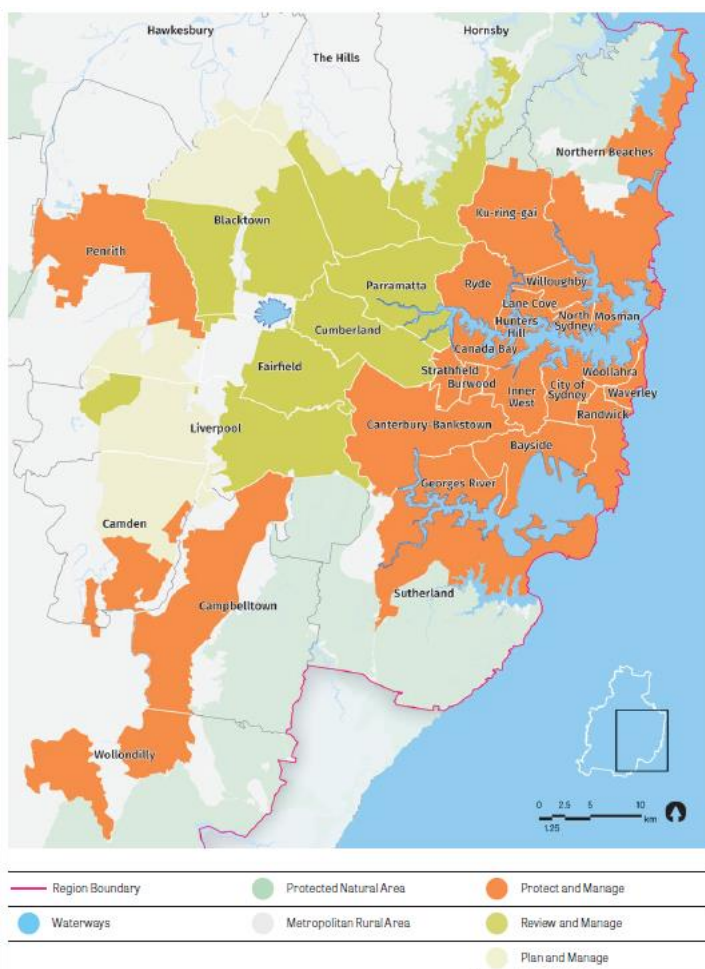 Hawkesbury
The Hills
Hornsby
Northern Beaches
Ku-ring-gai
Blacktown
Penrith
Parramatta
Ryde
Willoughby
Lane Cove
Hunters
Hill
North
Sydney
Mosman
Cumberland
Canada Bay
Strathfield
Burwood
Fairfield
Inner
West
City of
Sydney
Woollahra
Waverley
Randwick
Liverpool
Canterbury-Bankstown
Bayside
Georges River
Camden
Campbelltown
Sutherland
Wollondilly
0 2.5 5 10
1.25 km
Region Boundary
Protected Natural Area
Protect and Manage
Waterways
Metropolitan Rural Area
Review and Manage
Plan and Manage